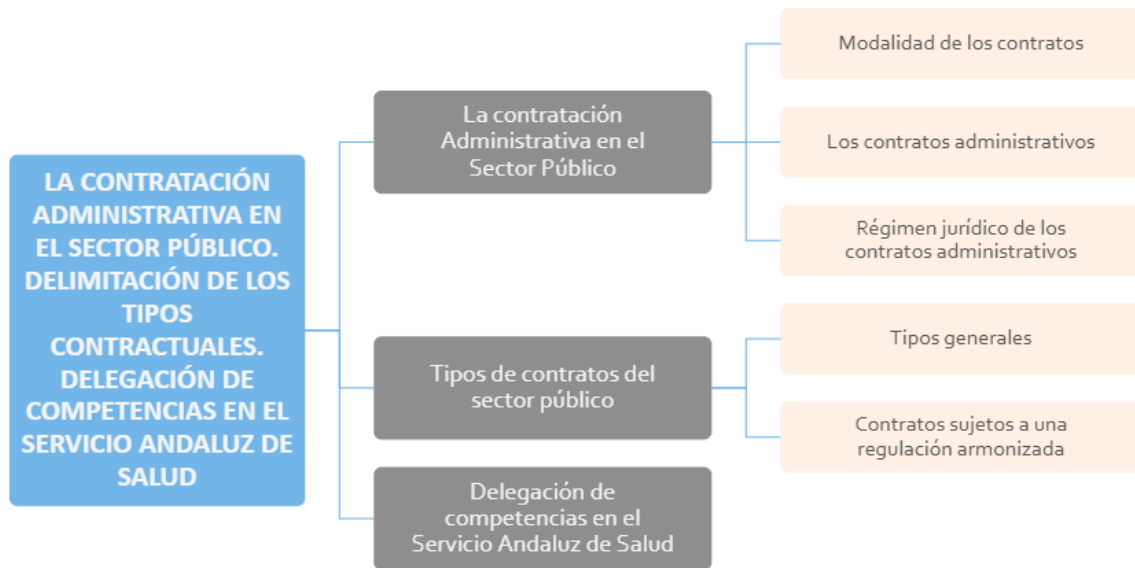 LA CONTRATACIÓN
ADMINISTRATIVA EN
EL SECTOR PÚBLICO.
DELIMITACIÓN DE LOS
TIPOS
CONTRACTUALES.
DELEGACIÓN DE
COMPETENCIAS EN EL
SERVICIO ANDALUZ DE
SALUD
La contratación
Administrativa en el
Sector Público
Modalidad de los contratos
Los contratos administrativos
Régimen jurídico de los
contratos administrativos
Tipos de contratos del
sector público
Tipos generales
Contratos sujetos a una
regulación armonizada
Delegación de
competencias en el
Servicio Andaluz de Salud